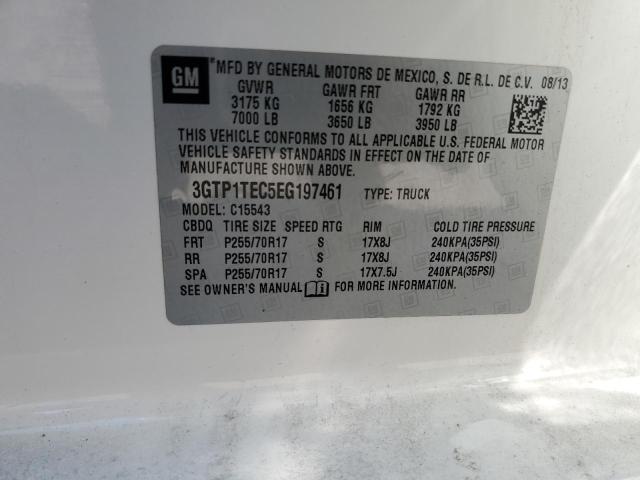 GM
*MFD BY GENERAL MOTORS DE MEXICO, S. DE R.L. DE C.V. 08/13
GVWR GAWR FRT GAWR RR
3175 KG 1656 KG 1792 KG
7000 LB 3650 LB 3950 LB
THIS VEHICLE CONFORMS TO ALL APPLICABLE U.S. FEDERAL MOTOR
VEHICLE SAFETY STANDARDS IN EFFECT ON THE DATE OF
MANUFACTURE SHOWN ABOVE.
3GTP1TEC5EG197461 TYPE: TRUCK
MODEL: C15543
CBDQ TIRE SIZE SPEED RTG RIM COLD TIRE PRESSURE
FRT P255/70R17 S 17X8J 240KPA(35PSI)
RR P255/70R17 S 17X8J 240KPA(35PSI)
SPA P255/70R17 S 17X7.5J 240KPA(35PSI)
SEE OWNER'S MANUAL FOR MORE INFORMATION.